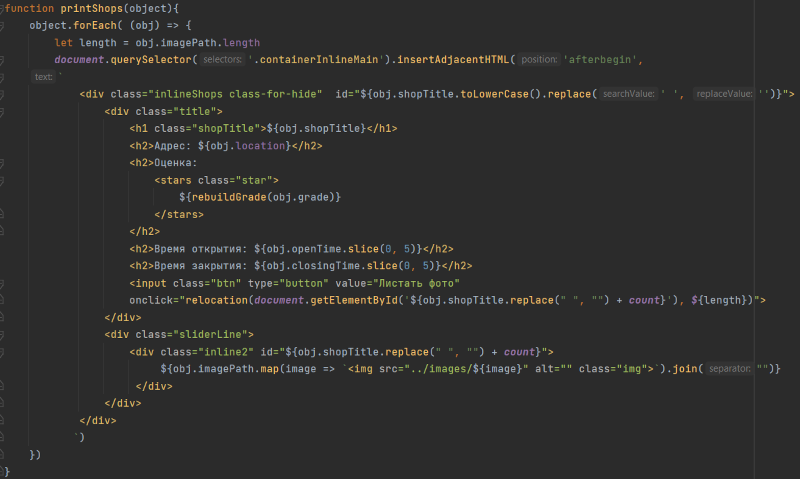 function printShops(object){
object.forEach( (obj) => {
let length = obj.imagePath.length
document.querySelector( selectors: '.containerInlineMain').insertAdjacentHTML( position: 'afterbegin',
text: `
<div class="inlineShops class-for-hide"  id="${obj.shopTitle.toLowerCase().replace( searchValue: ' ', replaceValue: '')}">
<div class="title">
<h1 class="shopTitle">${obj.shopTitle}</h1>
<h2>Адрес: ${obj.location}</h2>
<h2>Оценка:
<stars class="star">
${rebuildGrade(obj.grade)}
</stars>
</h2>
<h2>Время открытия: ${obj.openTime.slice(0, 5)}</h2>
<h2>Время закрытия: ${obj.closingTime.slice(0, 5)}</h2>
<input class="btn" type="button" value="Листать фото"
onclick="relocation(document.getElementById('${obj.shopTitle.replace(" ", "") + count}'), ${length})">
</div>
<div class="sliderLine">
<div class="inline2" id="${obj.shopTitle.replace(" ", "") + count}">
${obj.imagePath.map(image => `<img src="../images/${image}" alt="" class="img">`).join( separator: "")}
</div>
</div>
</div>
`)
})
}